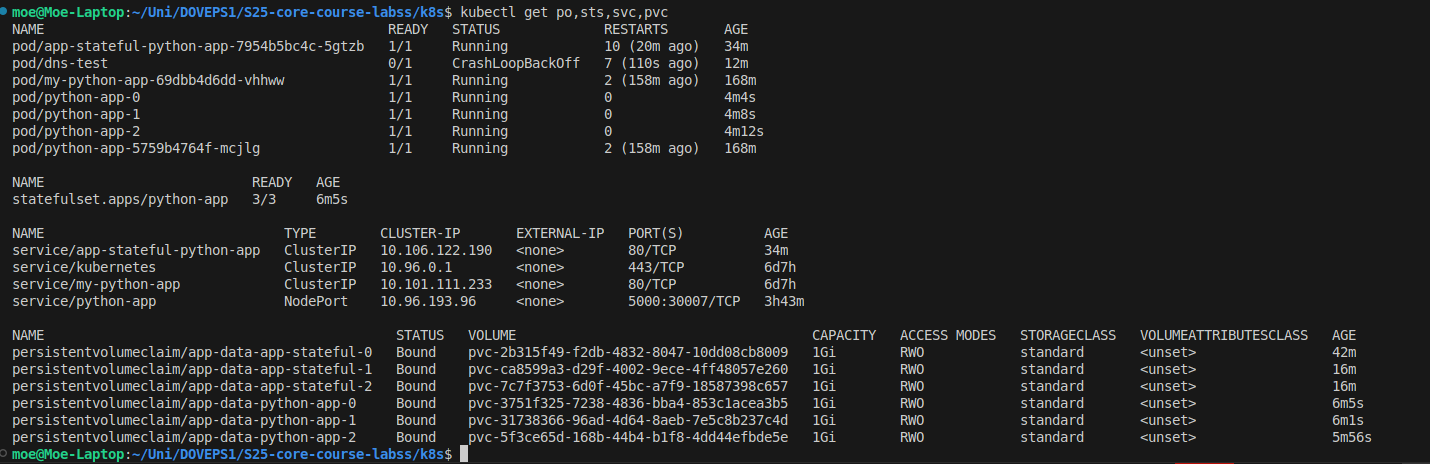 moe@Moe-Laptop:~/Uni/DOVEPS1/S25-core-course-labss/k8s$ kubectl get po,sts,svc,pvc
NAME READY STATUS RESTARTS AGE
pod/app-stateful-python-app-7954b5bc4c-5gtzb 1/1 Running 10 (20m ago) 34m
pod/dns-test 0/1 CrashLoopBackOff 7 (110s ago) 12m
pod/my-python-app-69dbb4d6dd-vhhww 1/1 Running 2 (158m ago) 168m
pod/python-app-0 1/1 Running 0 4m4s
pod/python-app-1 1/1 Running 0 4m8s
pod/python-app-2 1/1 Running 0 4m12s
pod/python-app-5759b4764f-mcjlg 1/1 Running 2 (158m ago) 168m
NAME READY AGE
statefulset.apps/python-app 3/3 6m5s
NAME TYPE CLUSTER-IP EXTERNAL-IP PORT(S) AGE
service/app-stateful-python-app ClusterIP 10.106.122.190 <none> 80/TCP 34m
service/kubernetes ClusterIP 10.96.0.1 <none> 443/TCP 6d7h
service/my-python-app ClusterIP 10.101.111.233 <none> 80/TCP 6d7h
service/python-app NodePort 10.96.193.96 <none> 5000:30007/TCP 3h43m
NAME STATUS VOLUME CAPACITY ACCESS MODES STORAGECLASS VOLUMEATTRIBUTESCLASS AGE
persistentvolumeclaim/app-data-app-stateful-0 Bound pvc-2b315f49-f2db-4832-8047-10dd08cb8009 1Gi RWO standard <unset> 42m
persistentvolumeclaim/app-data-app-stateful-1 Bound pvc-ca8599a3-d29f-4002-9ece-4ff48057e260 1Gi RWO standard <unset> 16m
persistentvolumeclaim/app-data-app-stateful-2 Bound pvc-7c7f3753-6d0f-45bc-a7f9-18587398c657 1Gi RWO standard <unset> 16m
persistentvolumeclaim/app-data-python-app-0 Bound pvc-3751f325-7238-4836-bba4-853c1acea3b5 1Gi RWO standard <unset> 6m5s
persistentvolumeclaim/app-data-python-app-1 Bound pvc-31738366-96ad-4d64-8aeb-7e5c8b237c4d 1Gi RWO standard <unset> 6m1s
persistentvolumeclaim/app-data-python-app-2 Bound pvc-5f3ce65d-168b-44b4-b1f8-4dd44efbde5e 1Gi RWO standard <unset> 5m56s
moe@Moe-Laptop:~/Uni/DOVEPS1/S25-core-course-labss/k8s$